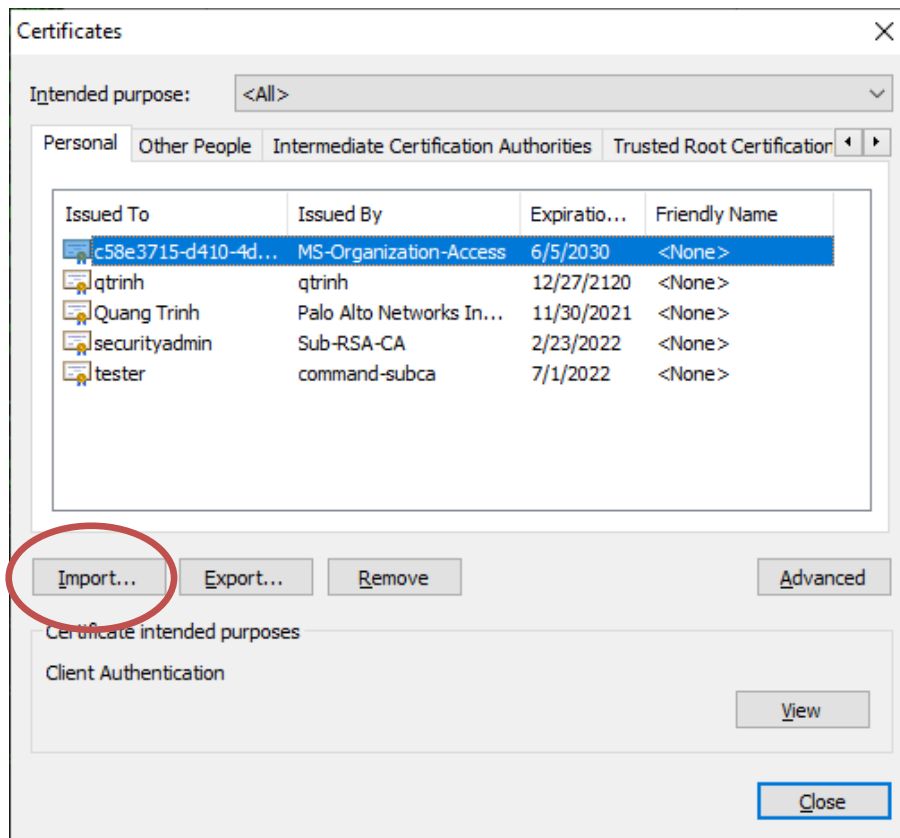 Certificates
Intended purpose: <All>
Personal Other People Intermediate Certification Authorities Trusted Root Certification
Issued To Issued By Expiratio... Friendly Name
c58e3715-d410-4d... MS-Organization-Access 6/5/2030 <None>
qtrinh qtrinh 12/27/2120 <None>
Quang Trinh Palo Alto Networks In... 11/30/2021 <None>
securityadmin Sub-RSA-CA 2/23/2022 <None>
tester command-subca 7/1/2022 <None>
Import... Export... Remove Advanced
Certificate intended purposes
Client Authentication
View
Close